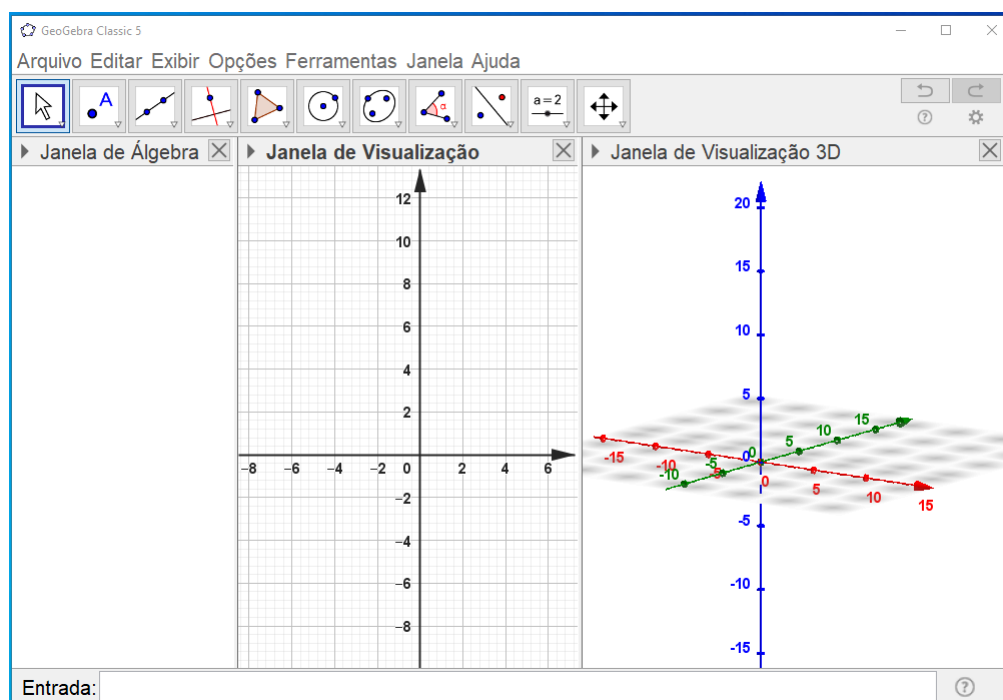 GeoGebra Classic 5
Arquivo Editar Exibir Opções Ferramentas Janela Ajuda
A
α
a=2
Janela de Álgebra
Janela de Visualização
Janela de Visualização 3D
12
10
8
6
4
2
-8 -6 -4 -2 0 2 4 6
-2
-4
-6
-8
20
15
10
5
0
-5
-10
-15
-15 -10 -5 0 5 10 15
-10 -5 0 5 10 15
Entrada: